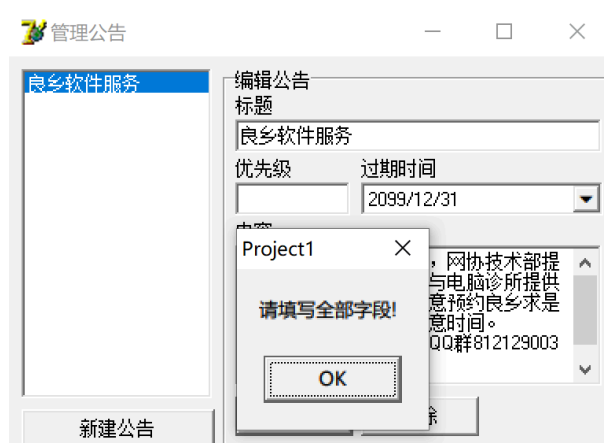 管理公告
良乡软件服务
编辑公告
标题
良乡软件服务
优先级
过期时间
2099/12/31
Project1
请填写全部字段!
OK
，网协技术部提
与电脑诊所提供
意预约良乡求是
意时间。
QQ群812129003
新建公告